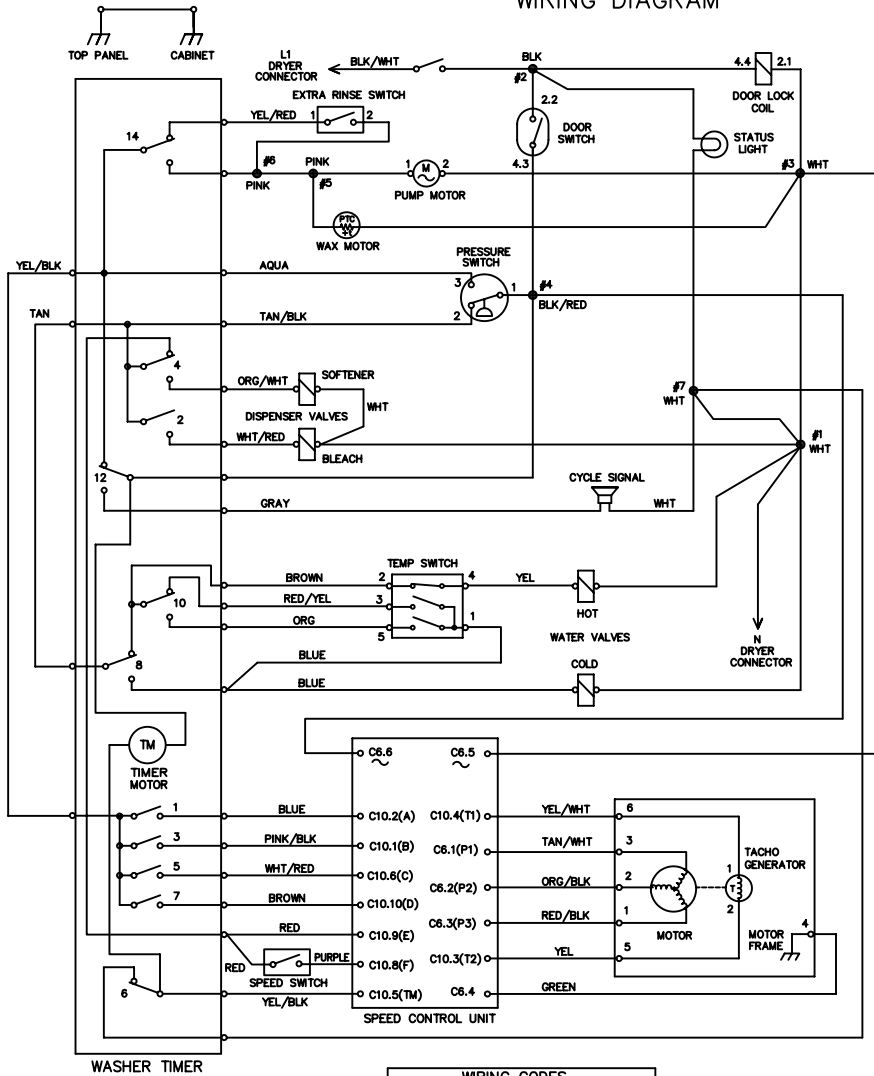 WIRING DIAGRAM
TOP PANEL
CABINET
L1
DRYER
CONNECTOR
BLK/WHT
BLK
#2
4.4
2.1
DOOR LOCK
COIL
EXTRA RINSE SWITCH
YEL/RED
1
2
2.2
DOOR
SWITCH
4.3
STATUS
LIGHT
14
#6
PINK
PINK
#5
1
M
2
PUMP MOTOR
#3
WHT
PTC
+t
WAX MOTOR
YEL/BLK
AQUA
PRESSURE
SWITCH
3
1
2
#4
BLK/RED
TAN
TAN/BLK
4
ORG/WHT
SOFTENER
DISPENSER VALVES
WHT
2
WHT/RED
BLEACH
#7
WHT
#1
WHT
12
GRAY
CYCLE SIGNAL
WHT
TEMP SWITCH
BROWN
2
4
YEL
10
RED/YEL
3
HOT
ORG
5
1
WATER VALVES
N
DRYER
CONNECTOR
8
BLUE
COLD
BLUE
TM
TIMER
MOTOR
C6.6
C6.5
1
BLUE
C10.2(A)
C10.4(T1)
YEL/WHT
6
3
PINK/BLK
C10.1(B)
C6.1(P1)
TAN/WHT
3
TACHO
GENERATOR
5
WHT/RED
C10.6(C)
C6.2(P2)
ORG/BLK
2
1
T
2
7
BROWN
C10.10(D)
C6.3(P3)
RED/BLK
1
MOTOR
MOTOR
FRAME
4
RED
C10.9(E)
C10.3(T2)
YEL
5
RED
PURPLE
C10.8(F)
SPEED SWITCH
6
YEL/BLK
C10.5(TM)
C6.4
GREEN
SPEED CONTROL UNIT
WASHER TIMER
WIRING CODES